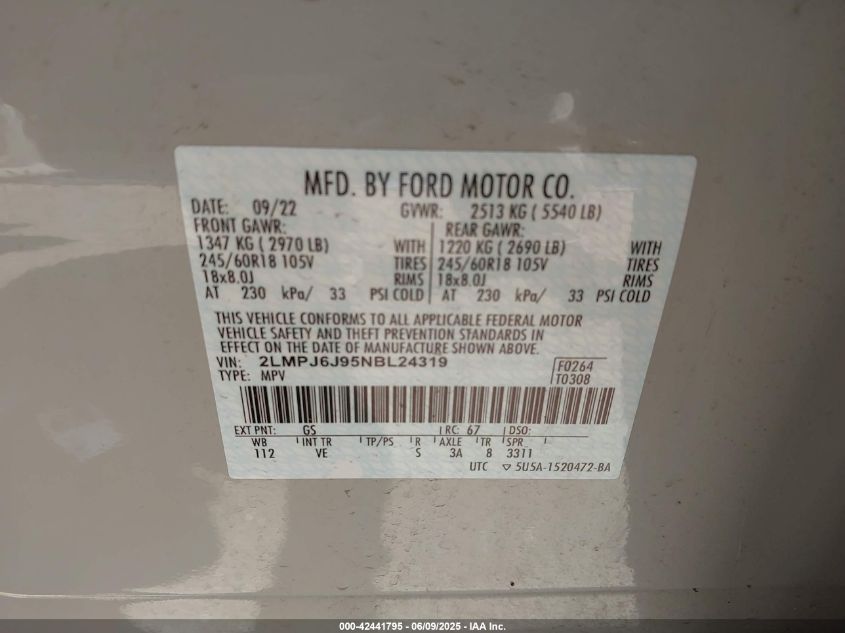 MFD. BY FORD MOTOR CO.
DATE: 09/22 GVWR: 2513 KG ( 5540 LB)
FRONT GAWR: REAR GAWR:
1347 KG ( 2970 LB) WITH 1220 KG ( 2690 LB) WITH
245/60R18 105V TIRES 245/60R18 105V TIRES
18x8.0J RIMS 18x8.0J RIMS
AT 230 kPa/ 33 PSI COLD AT 230 kPa/ 33 PSI COLD
THIS VEHICLE CONFORMS TO ALL APPLICABLE FEDERAL MOTOR
VEHICLE SAFETY AND THEFT PREVENTION STANDARDS IN
EFFECT ON THE DATE OF MANUFACTURE SHOWN ABOVE.
VIN: 2LMPJ6J95NBL24319 F0264
TYPE: MPV T0308
EXT PNT: GS RC: 67 DSO:
WB INT TR TP/PS R AXLE TR SPR
112 VE S 3A 8 3311
UTC ▽ 5U5A-1520472-BA
000-42441795 - 06/09/2025 - IAA Inc.